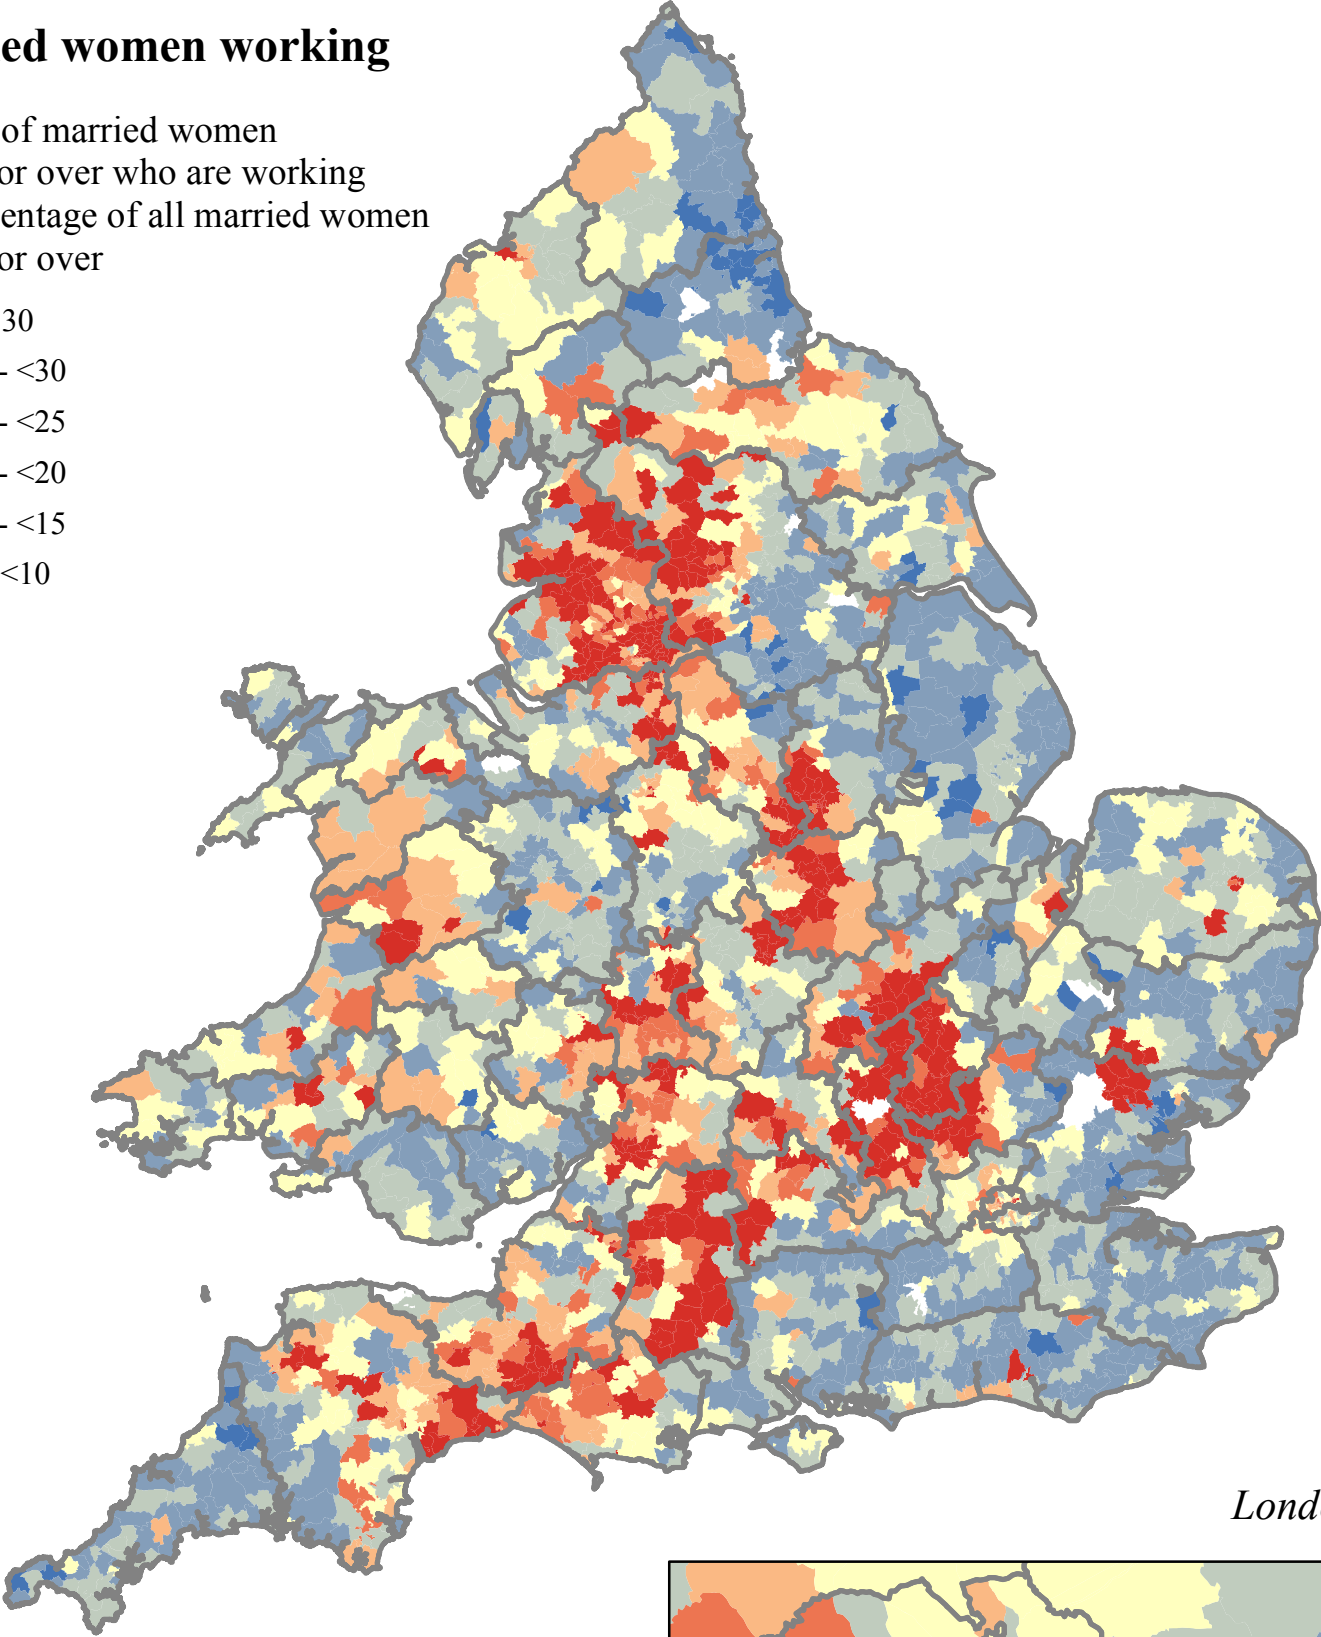 ed women working
of married women
or over who are working
entage of all married women
or over
30
- <30
- <25
- <20
- <15
<10
Lond